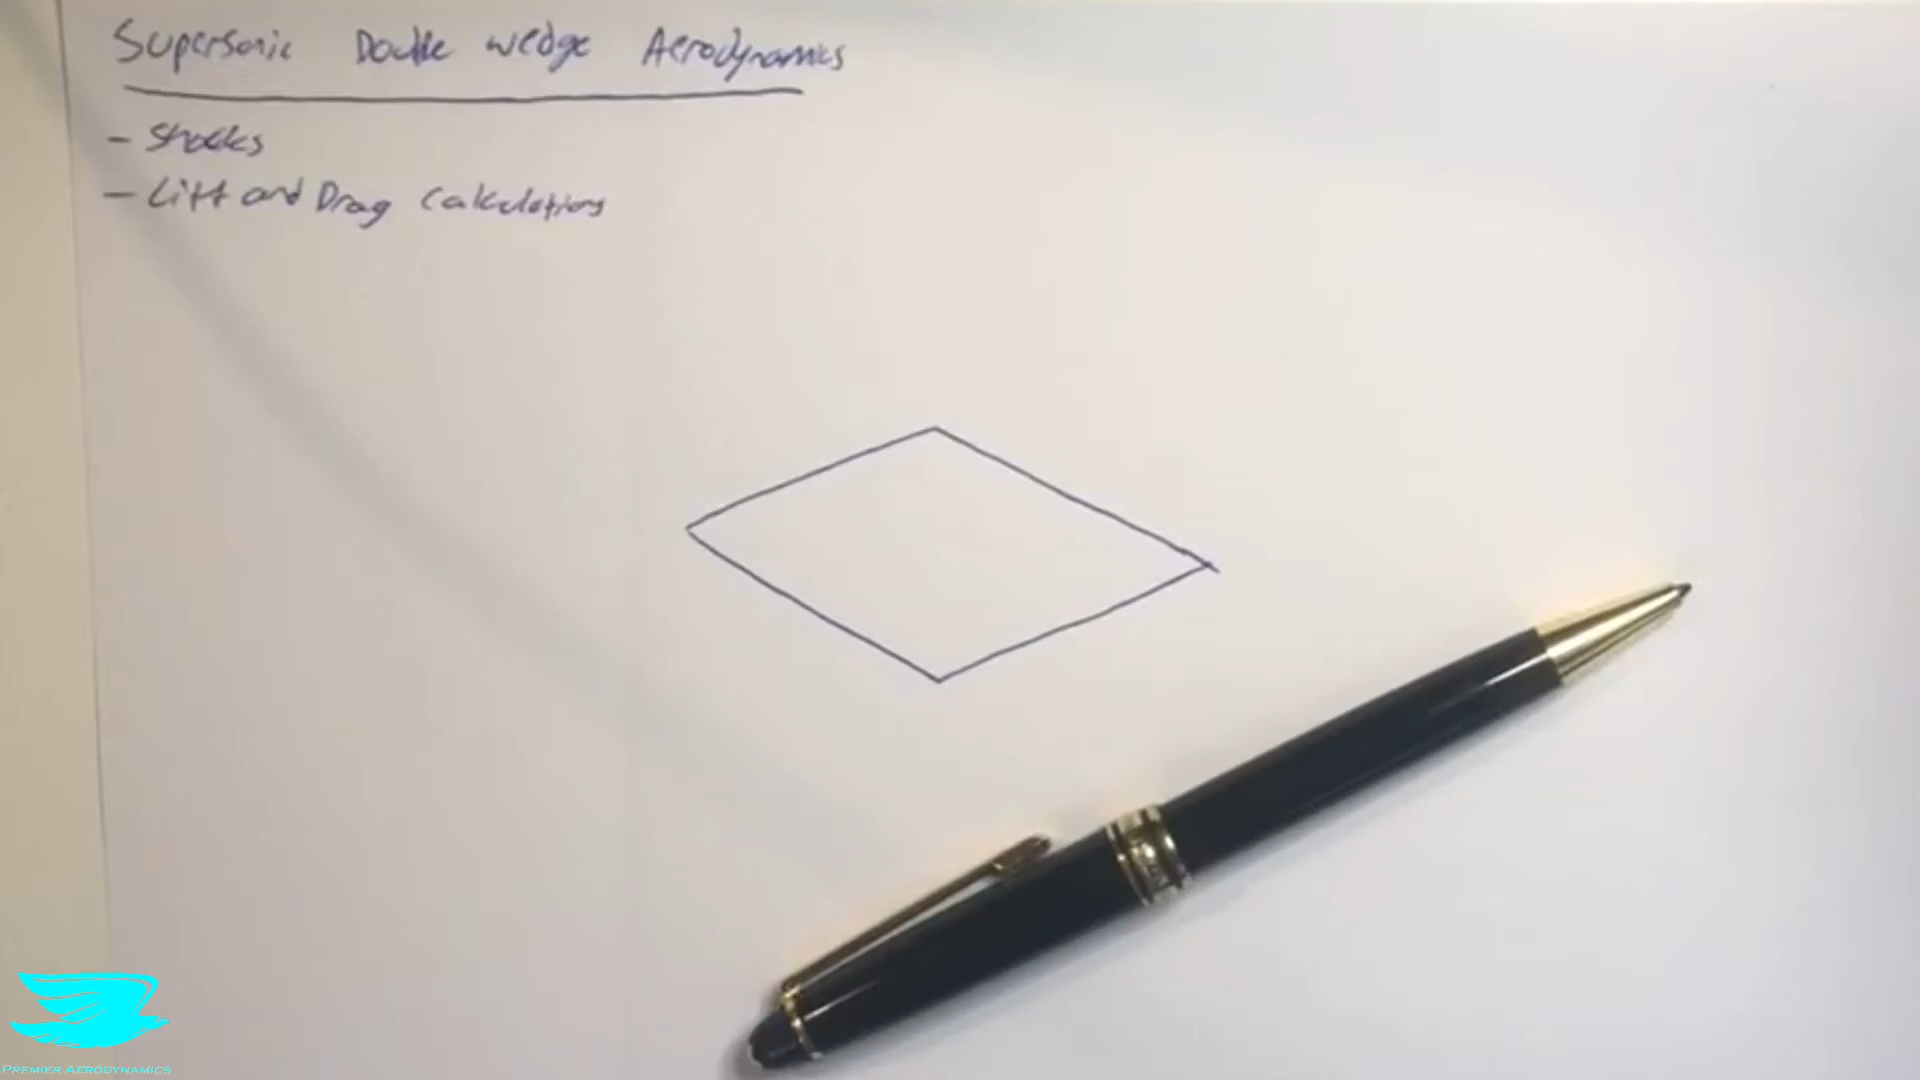 Supersonic Double wedge Aerodynamics
- Shocks
- Lift and Drag Calculations
PREMIER AERODYNAMICS